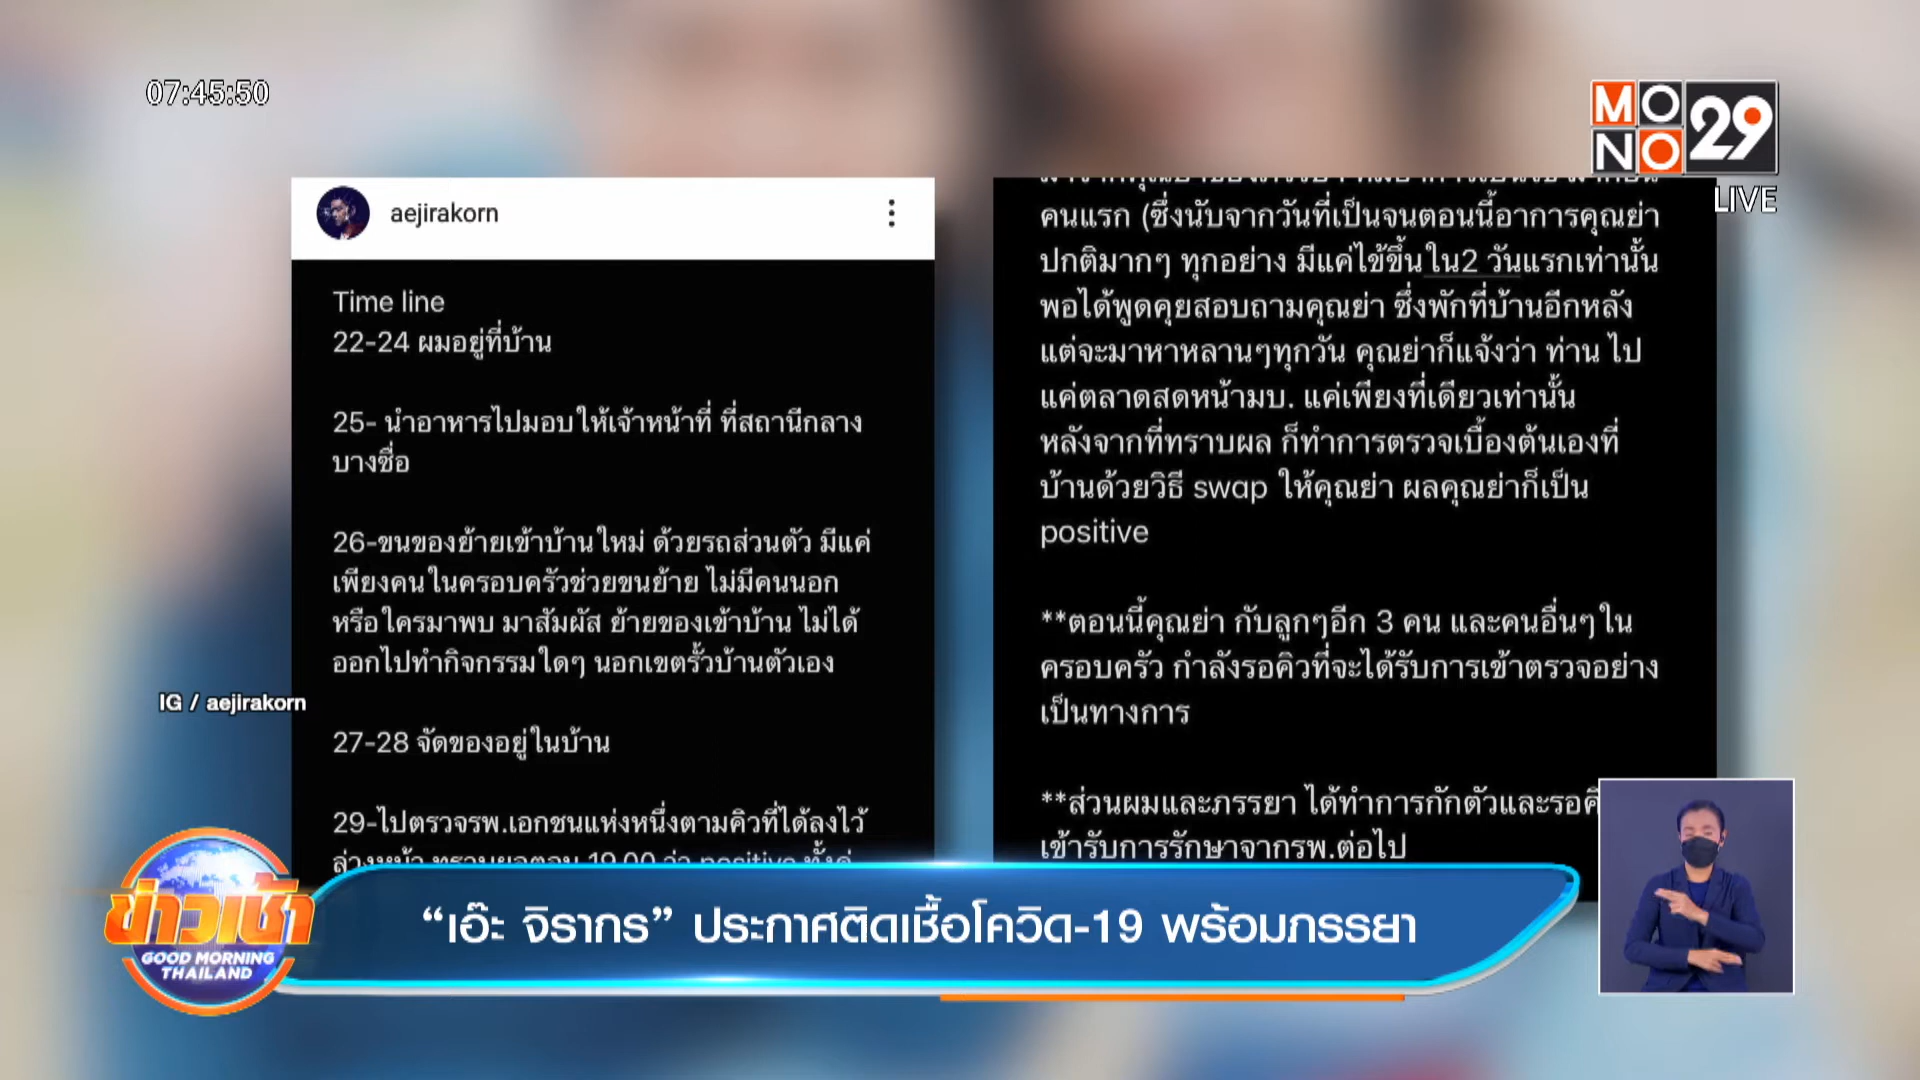 07:45:50
MONO 29
LIVE
aejirakorn
Time line
22-24 ผมอยู่ที่บ้าน
25- นำอาหารไปมอบให้เจ้าหน้าที่ ที่สถานีกลาง
บางซื่อ
26-ขนของย้ายเข้าบ้านใหม่ ด้วยรถส่วนตัว มีแค่
เพียงคนในครอบครัวช่วยขนย้าย ไม่มีคนนอก
หรือใครมาพบ มาสัมผัส ย้ายของเข้าบ้าน ไม่ได้
ออกไปทำกิจกรรมใดๆ นอกเขตรั้วบ้านตัวเอง
27-28 จัดของอยู่ในบ้าน
29-ไปตรวจรพ.เอกชนแห่งหนึ่งตามคิวที่ได้ลงไว้
ล่วงหน้า ทราบผลตอน 19.00 ว่า positive ทั้งคู่
คนแรก (ซึ่งนับจากวันที่เป็นจนตอนนี้อาการคุณย่า
ปกติมากๆ ทุกอย่าง มีแค่ไข้ขึ้นใน2 วันแรกเท่านั้น
พอได้พูดคุยสอบถามคุณย่า ซึ่งพักที่บ้านอีกหลัง
แต่จะมาหาหลานๆทุกวัน คุณย่าก็แจ้งว่า ท่าน ไป
แค่ตลาดสดหน้ามบ. แค่เพียงที่เดียวเท่านั้น
หลังจากที่ทราบผล ก็ทำการตรวจเบื้องต้นเองที่
บ้านด้วยวิธี swap ให้คุณย่า ผลคุณย่าก็เป็น
positive
**ตอนนี้คุณย่า กับลูกๆอีก 3 คน และคนอื่นๆใน
ครอบครัว กำลังรอคิวที่จะได้รับการเข้าตรวจอย่าง
เป็นทางการ
**ส่วนผมและภรรยา ได้ทำการกักตัวและรอคิ
เข้ารับการรักษาจากรพ.ต่อไป
IG / aejirakorn
ข่าวเช้า
GOOD MORNING
THAILAND
“เอ๊ะ จิรากร” ประกาศติดเชื้อโควิด-19 พร้อมภรรยา